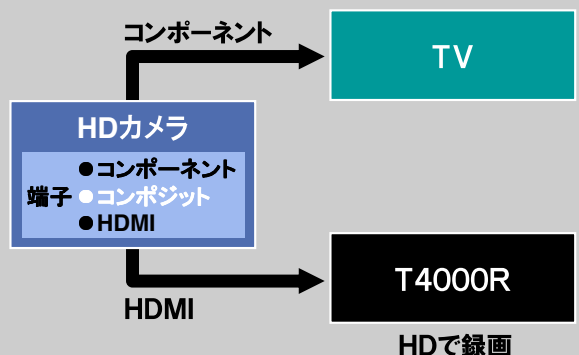 コンポーネント
TV
HDカメラ
●コンポーネント
端子 ●コンポジット
●HDMI
T4000R
HDMI
HDで録画